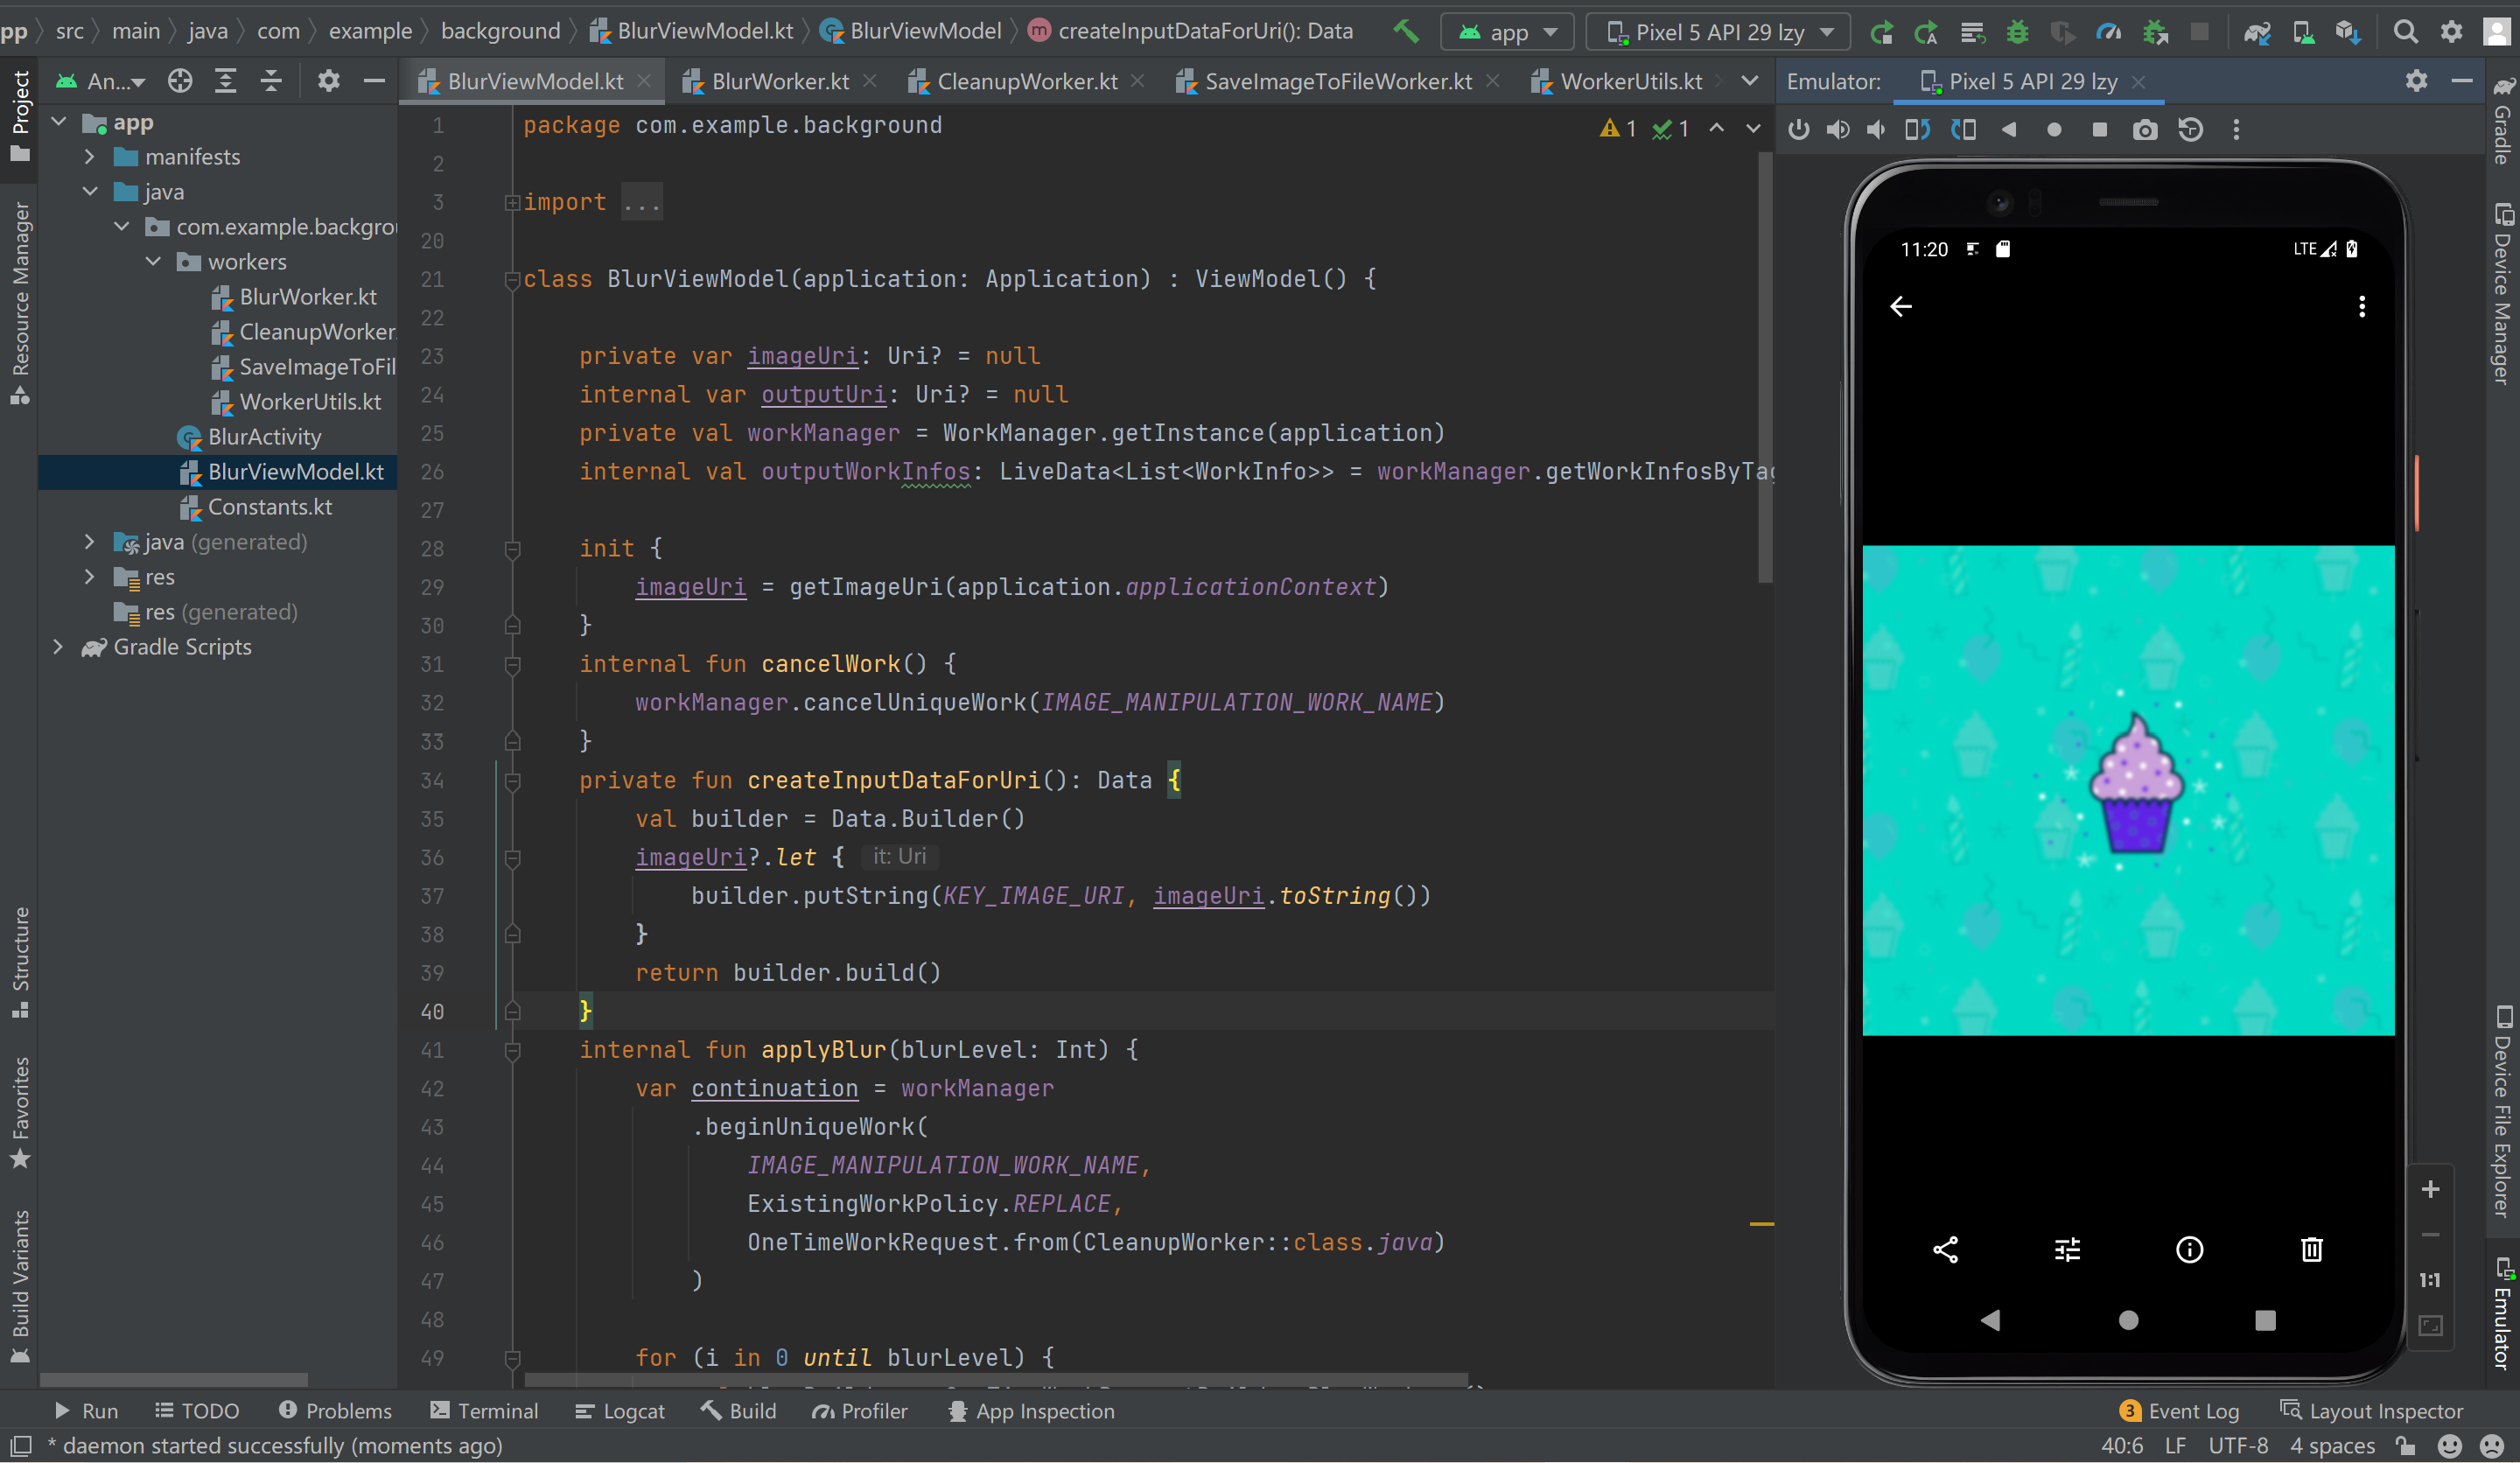 pp src main java com example background BlurViewModel.kt BlurViewModel createInputDataForUri(): Data app Pixel 5 API 29 lzy
An...
BlurViewModel.kt BlurWorker.kt CleanupWorker.kt SaveImageToFileWorker.kt WorkerUtils.kt
Emulator: Pixel 5 API 29 lzy
Project
Resource Manager
Structure
Favorites
Build Variants
app
manifests
java
com.example.backgrou
workers
BlurWorker.kt
CleanupWorker.
SaveImageToFil
WorkerUtils.kt
BlurActivity
BlurViewModel.kt
Constants.kt
java (generated)
res
res (generated)
Gradle Scripts
1 package com.example.background
1 1
2
3 import ...
20
21 class BlurViewModel(application: Application) : ViewModel() {
22
23 private var imageUri: Uri? = null
24 internal var outputUri: Uri? = null
25 private val workManager = WorkManager.getInstance(application)
26 internal val outputWorkInfos: LiveData<List<WorkInfo>> = workManager.getWorkInfosByTag
27
28 init {
29 imageUri = getImageUri(application.applicationContext)
30 }
31 internal fun cancelWork() {
32 workManager.cancelUniqueWork(IMAGE_MANIPULATION_WORK_NAME)
33 }
34 private fun createInputDataForUri(): Data {
35 val builder = Data.Builder()
36 imageUri?.let { it: Uri
37 builder.putString(KEY_IMAGE_URI, imageUri.toString())
38 }
39 return builder.build()
40 }
41 internal fun applyBlur(blurLevel: Int) {
42 var continuation = workManager
43 .beginUniqueWork(
44 IMAGE_MANIPULATION_WORK_NAME,
45 ExistingWorkPolicy.REPLACE,
46 OneTimeWorkRequest.from(CleanupWorker::class.java)
47 )
48
49 for (i in 0 until blurLevel) {
11:20 LTE
1:1
Gradle
Device Manager
Device File Explorer
Emulator
Run TODO Problems Terminal Logcat Build Profiler App Inspection 3 Event Log Layout Inspector
* daemon started successfully (moments ago) 40:6 LF UTF-8 4 spaces